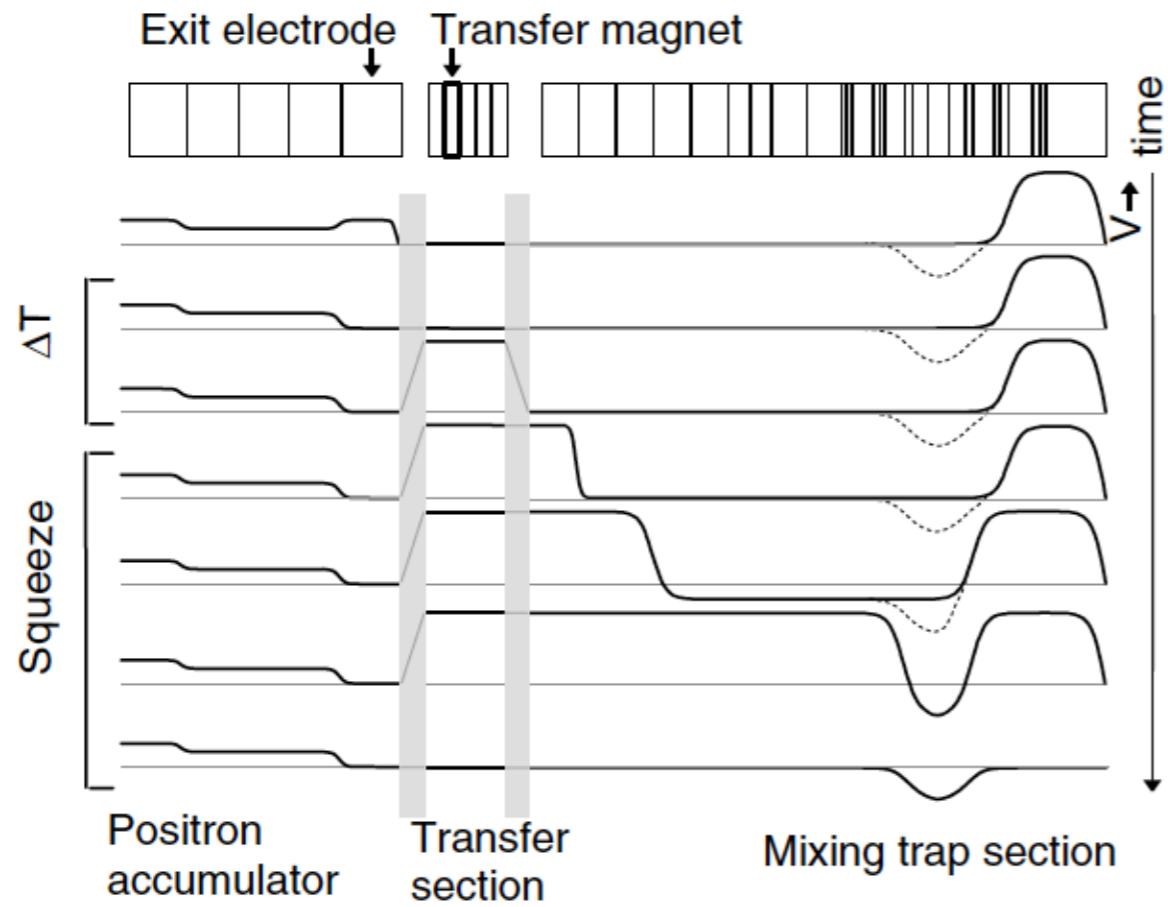 Exit electrode
Transfer magnet
time
V
ΔT
Squeeze
Positron
accumulator
Transfer
section
Mixing trap section